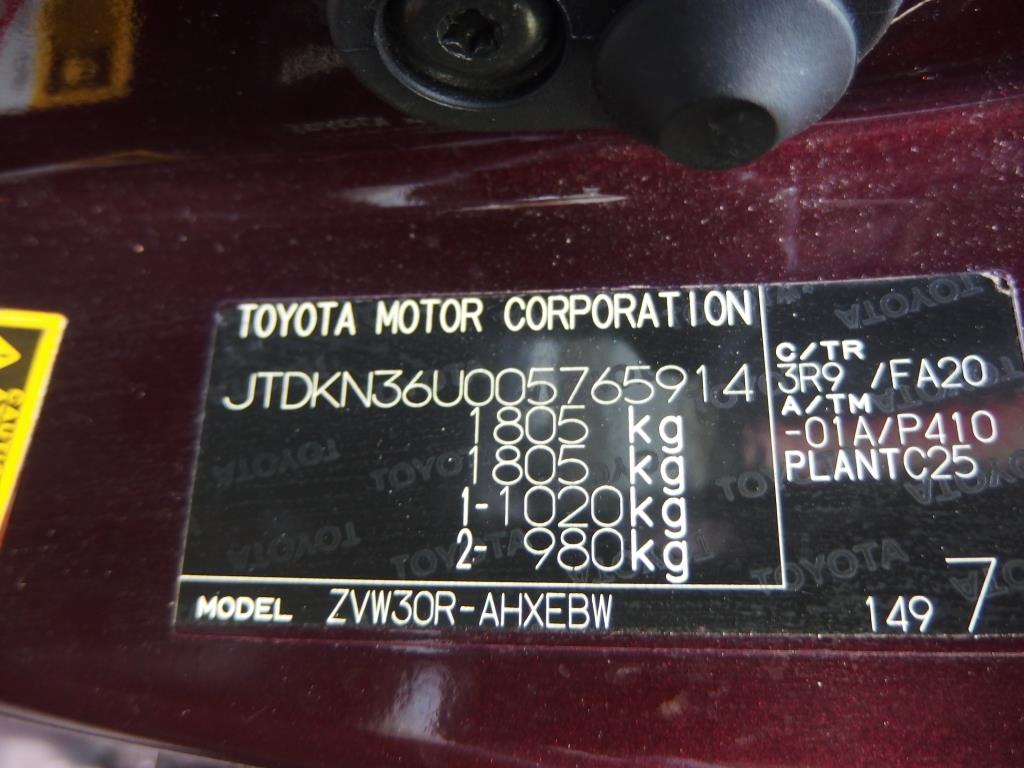 TOYOTA MOTOR CORPORATION
JTDKN36U005765914
1805 kg
1805 kg
1-1020kg
2- 980kg
C/TR
3R9 /FA20
A/TM
-01A/P410
PLANTC25
MODEL ZVW30R-AHXEBW
149 7